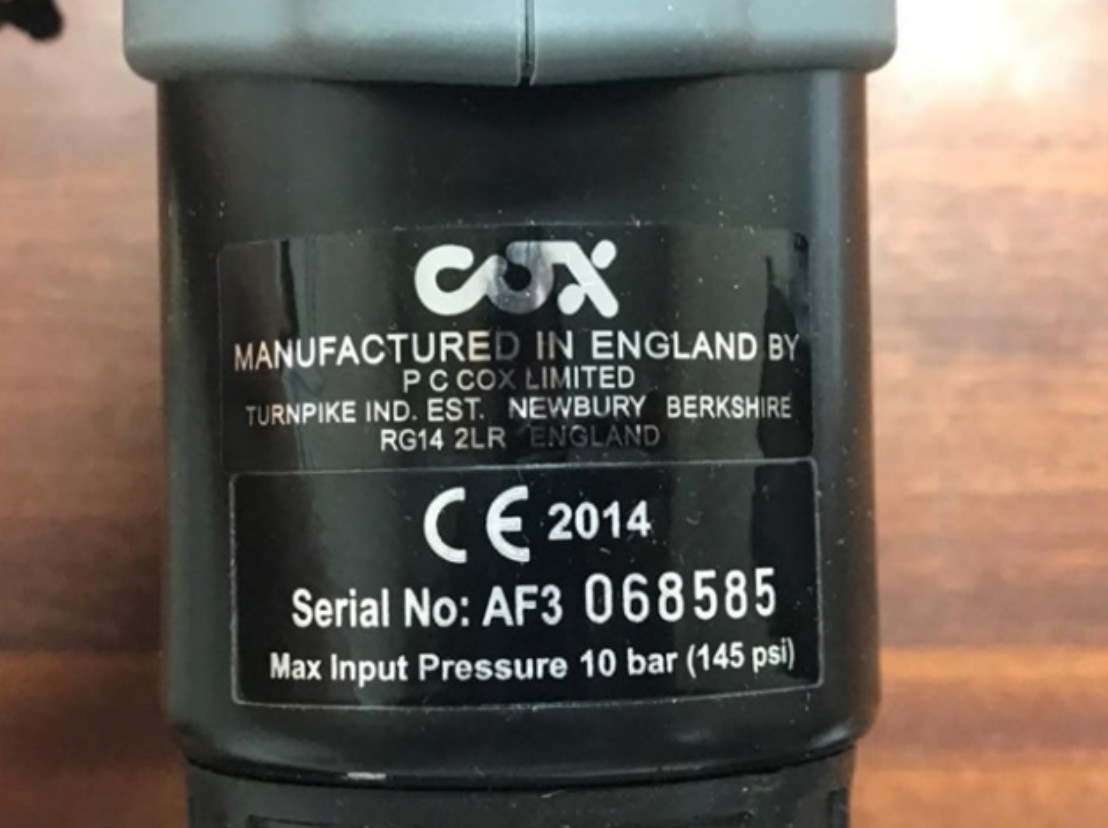 COX
MANUFACTURED IN ENGLAND BY
P C COX LIMITED
TURNPIKE IND. EST. NEWBURY BERKSHIRE
RG14 2LR ENGLAND
CE 2014
Serial No: AF3 068585
Max Input Pressure 10 bar (145 psi)